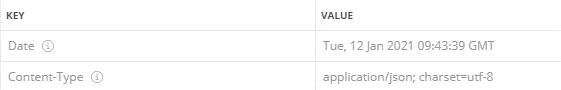 KEY VALUE
Date Tue, 12 Jan 2021 09:43:39 GMT
Content-Type application/json; charset=utf-8